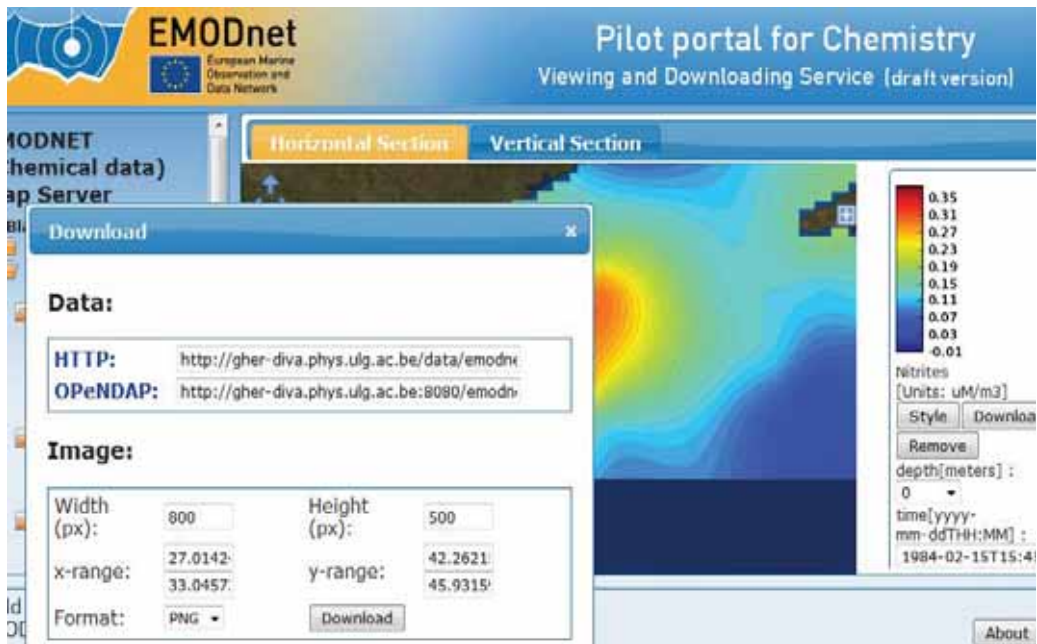 EMODnet
European Marine
Observation and
Data Network
Pilot portal for Chemistry
Viewing and Downloading Service (draft version)
MODNET
hemical data)
ap Server
Bl
Horizontal Section
Vertical Section
Download
x
Data:
HTTP: http://gher-diva.phys.ulg.ac.be/data/emodne
OPeNDAP: http://gher-diva.phys.ulg.ac.be:8080/emodn
Image:
Width (px): 800 Height (px): 500
x-range: 27.0142 33.0457 y-range: 42.2621 45.9315
Format: PNG Download
0.35
0.31
0.27
0.23
0.19
0.15
0.11
0.07
0.03
-0.01
Nitrites
[Units: uM/m3]
Style Downloa
Remove
depth[meters] :
0
time[yyyy-
mm-ddTHH:MM] :
1984-02-15T15:4
About